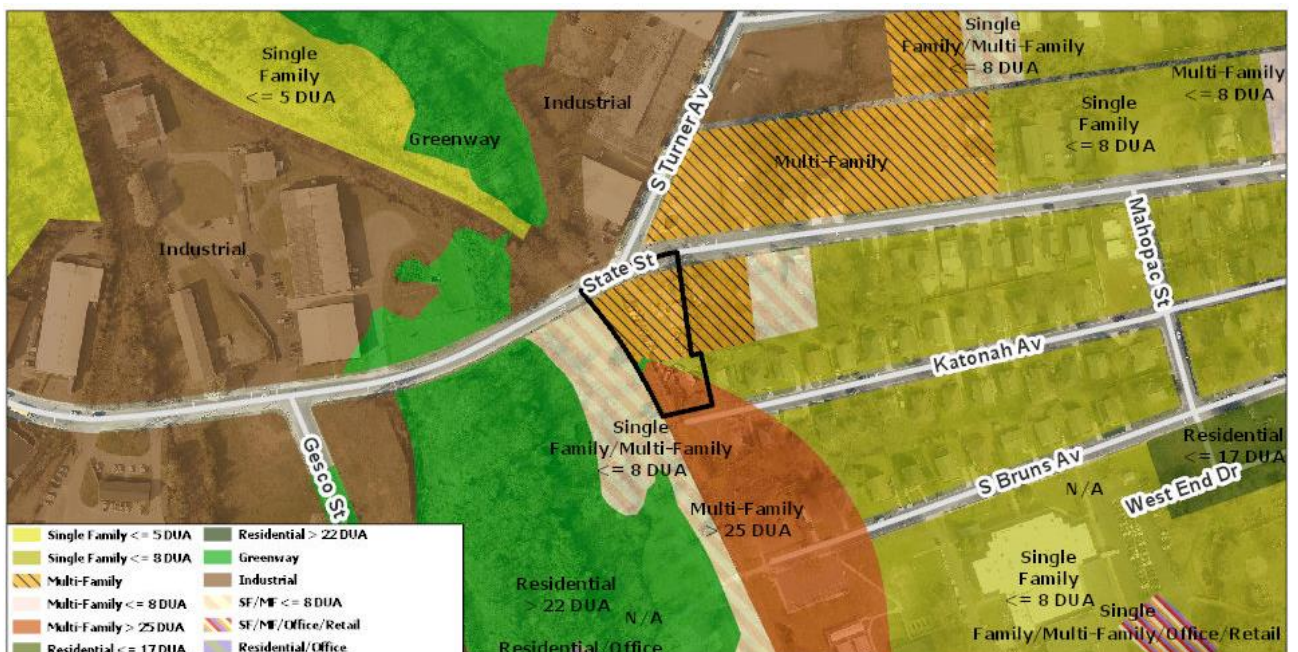 Single
Family
<= 5 DUA
Greenway
Industrial
S Turner Av
Single
Family/Multi-Family
<= 8 DUA
Multi-Family
<= 8 DUA
Single
Family
<= 8 DUA
Multi-Family
Industrial
State St
Mahopac St
Katonah Av
Gesco St
Single
Family/Multi-Family
<= 8 DUA
Residential
<= 17 DUA
S Bruns Av
N/A
West End Dr
Multi-Family
> 25 DUA
Single
Family
<= 8 DUA
Residential
> 22 DUA
N/A
Residential/Office
Single
Family/Multi-Family/Office/Retail
Single Family <= 5 DUA
Single Family <= 8 DUA
Multi-Family
Multi-Family <= 8 DUA
Multi-Family > 25 DUA
Residential <= 17 DUA
Residential > 22 DUA
Greenway
Industrial
SF/MF <= 8 DUA
SF/MF/Office/Retail
Residential/Office